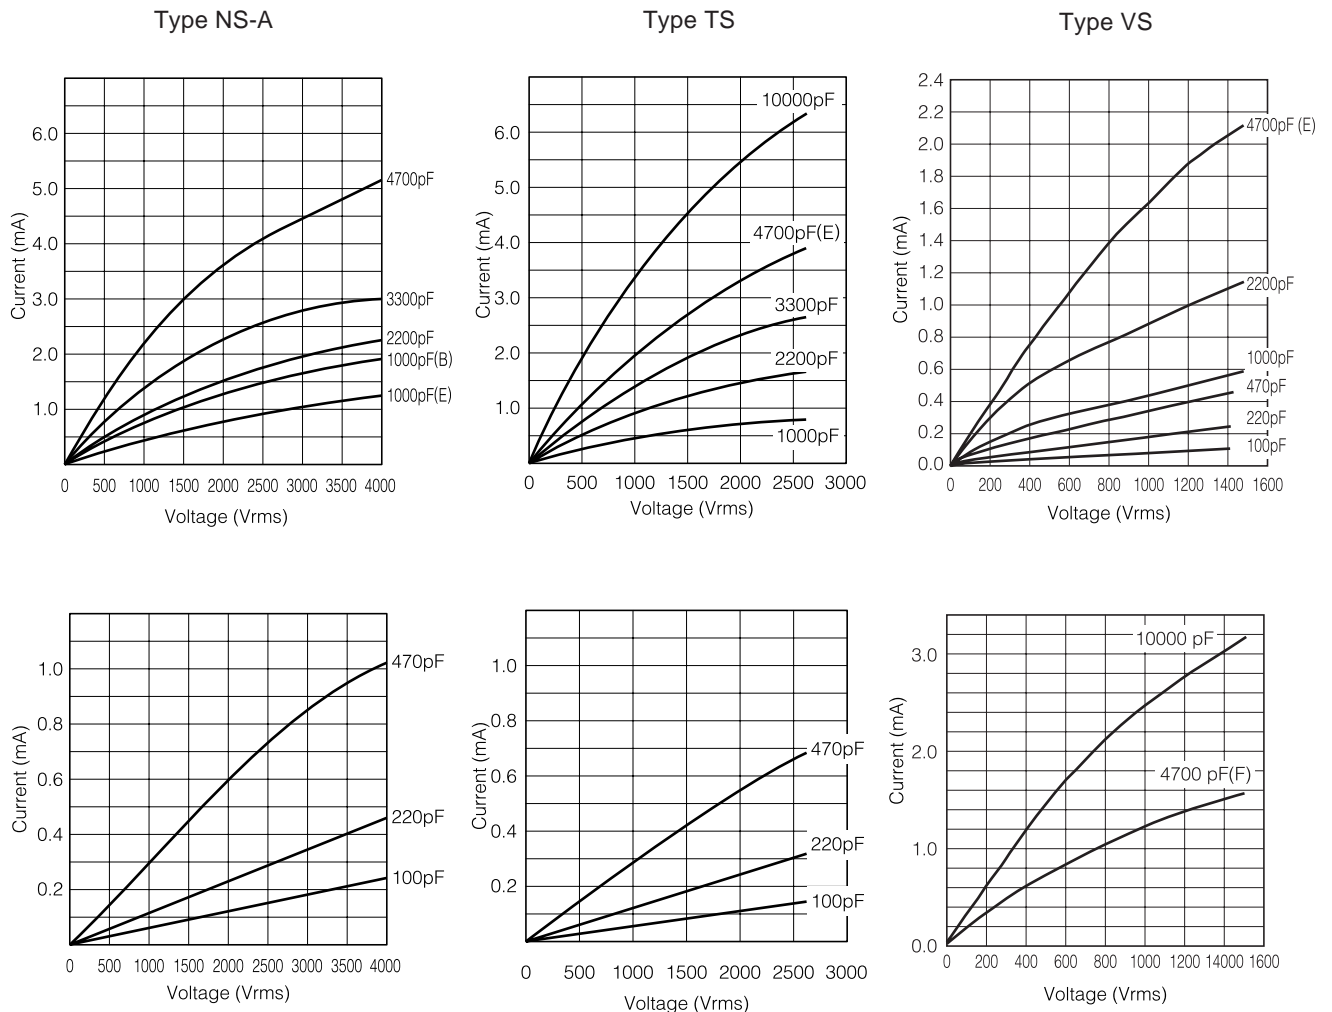 Type NS-A
Type TS
Type VS
Current (mA)
6.0
5.0
4.0
3.0
2.0
1.0
4700pF
3300pF
2200pF
1000pF(B)
1000pF(E)
0 500 1000 1500 2000 2500 3000 3500 4000
Voltage (Vrms)
Current (mA)
6.0
5.0
4.0
3.0
2.0
1.0
10000pF
4700pF(E)
3300pF
2200pF
1000pF
0 500 1000 1500 2000 2500 3000
Voltage (Vrms)
Current (mA)
2.4
2.2
2.0
1.8
1.6
1.4
1.2
1.0
0.8
0.6
0.4
0.2
0.0
4700pF (E)
2200pF
1000pF
470pF
220pF
100pF
0 200 400 600 800 1000 1200 1400 1600
Voltage (Vrms)
Current (mA)
1.0
0.8
0.6
0.4
0.2
470pF
220pF
100pF
0 500 1000 1500 2000 2500 3000 3500 4000
Voltage (Vrms)
Current (mA)
1.0
0.8
0.6
0.4
0.2
470pF
220pF
100pF
0 500 1000 1500 2000 2500 3000
Voltage (Vrms)
Current (mA)
3.0
2.0
1.0
0.0
10000 pF
4700 pF(F)
0 200 400 600 800 1000 1200 14000 1600
Voltage (Vrms)